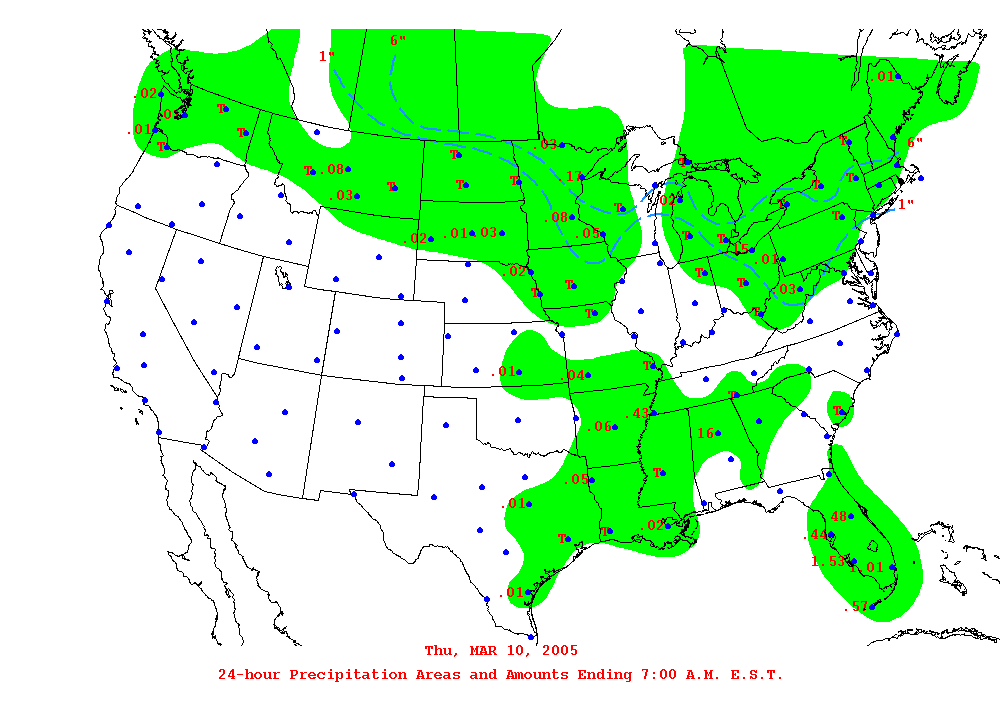 6"
1"
.01
.02
T
.01
.01
T
T
T
6"
.03
T
T
T .08
.17
T
T
T
T
T
.03
.02
T
T
1"
.08
T
.02 .01 .03
.05
T
T
.15
.01
.02
T
T
T
T
.03
T
T
T
.01
.04
T
.43
T
.06
.16
.05
T
.01
.48
T
T
.02
.44
1.53
1.01
.01
.57
Thu, MAR 10, 2005
24-hour Precipitation Areas and Amounts Ending 7:00 A.M. E.S.T.